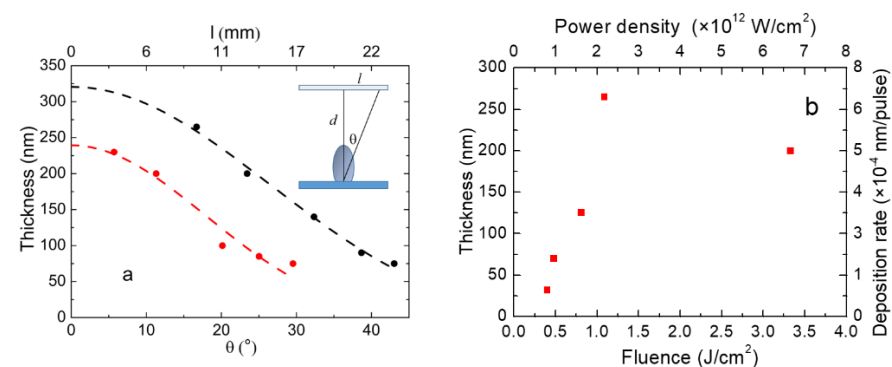 l (mm)
0 6 11 17 22
350
300
250
200
150
100
50
0
Thickness (nm)
l
d
θ
a
0 10 20 30 40
θ (°)
Power density (×10¹² W/cm²)
0 1 2 3 4 5 6 7 8
300
250
200
150
100
50
0
Thickness (nm)
b
8
6
5
4
2
1
0
Deposition rate (×10⁻⁴ nm/pulse)
0.0 0.5 1.0 1.5 2.0 2.5 3.0 3.5 4.0
Fluence (J/cm²)